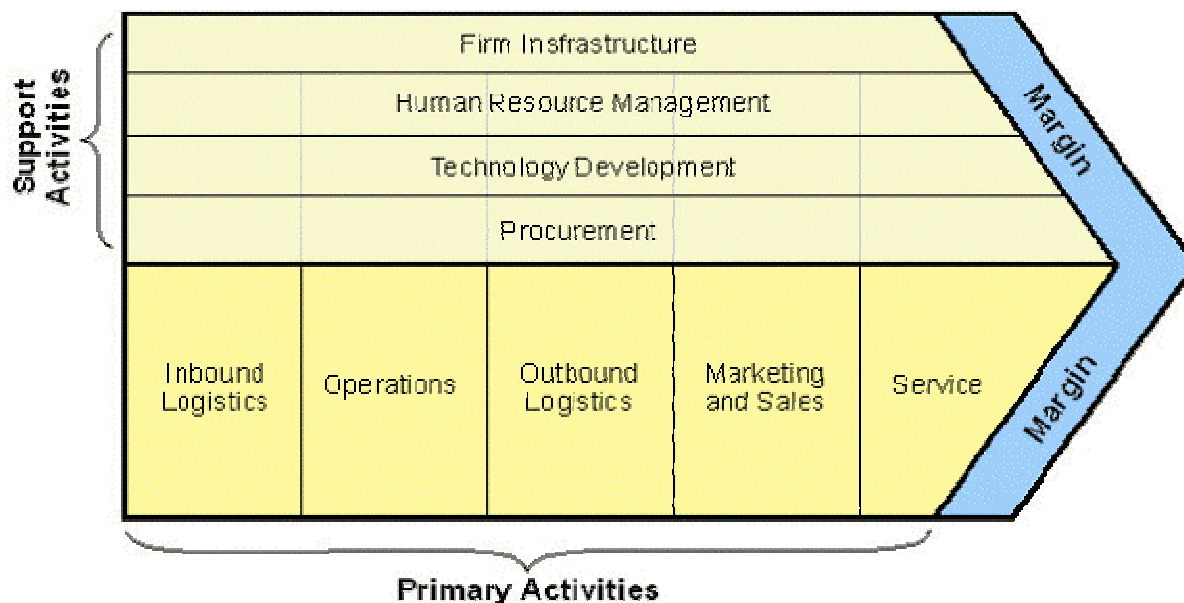 Support
Activities
Firm Insfrastructure
Human Resource Management
Technology Development
Procurement
Margin
Inbound
Logistics
Operations
Outbound
Logistics
Marketing
and Sales
Service
Margin
Primary Activities